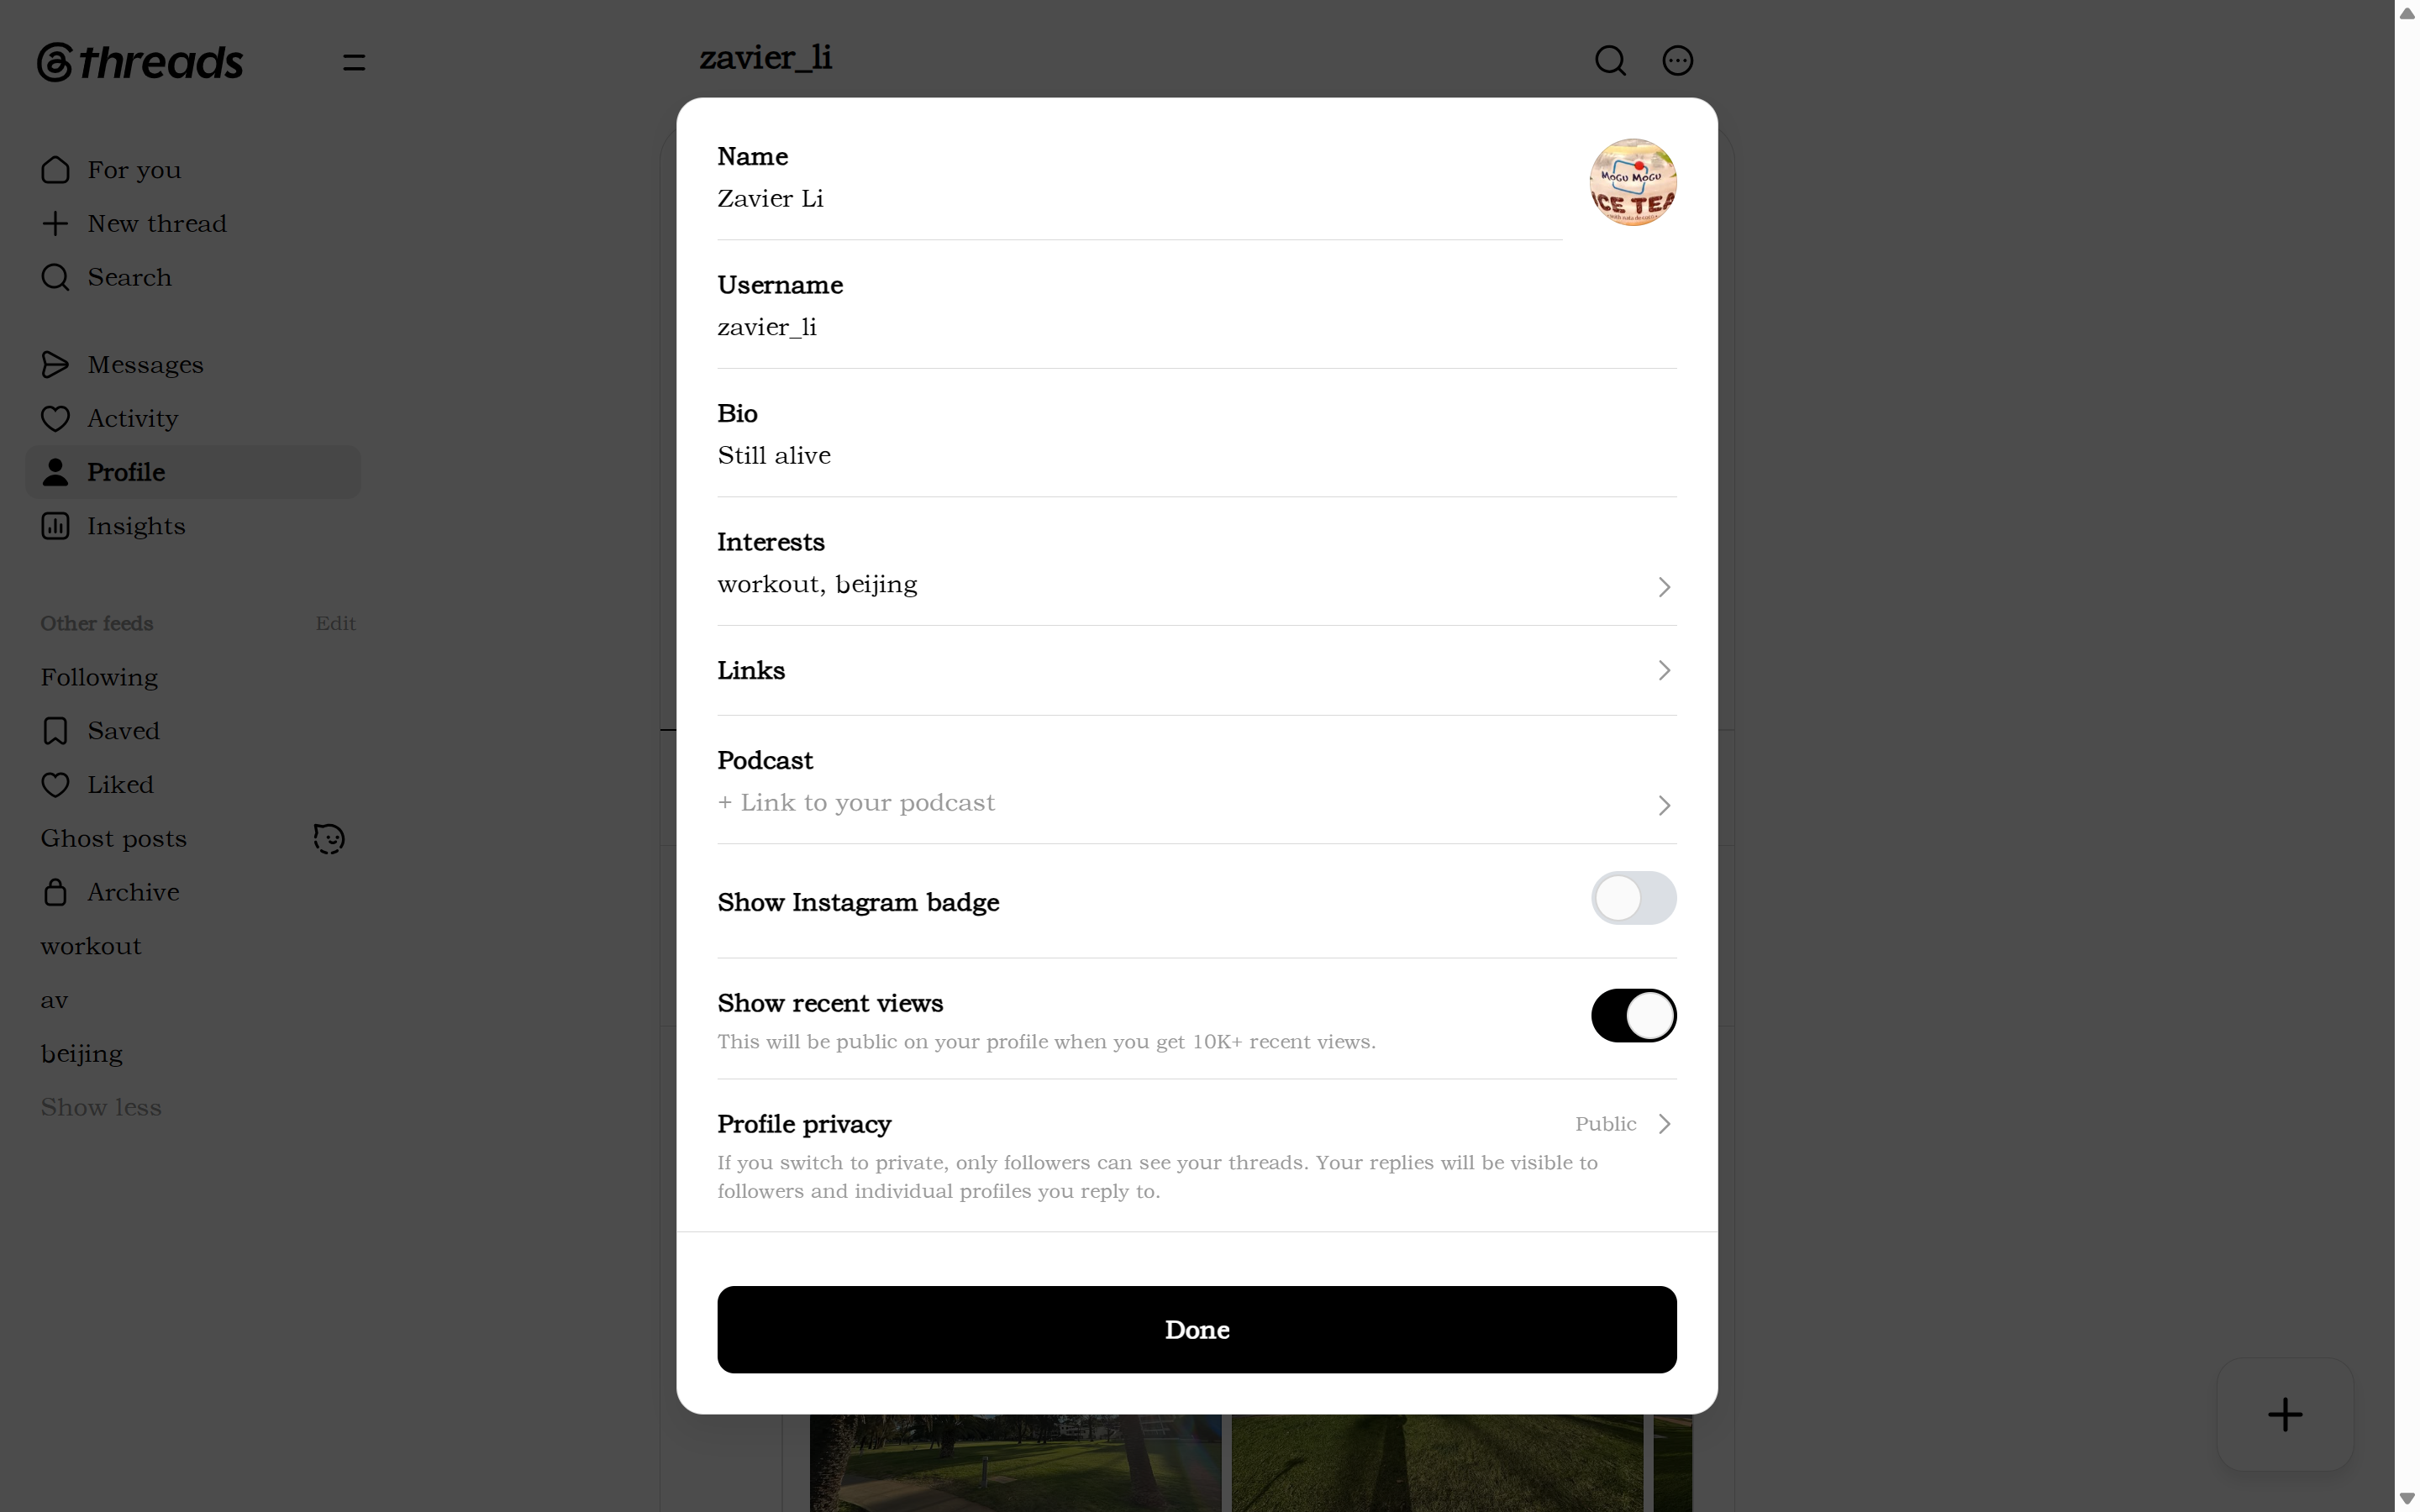 threads
For you
New thread
Search
Messages
Activity
Profile
Insights
Other feeds
Edit
Following
Saved
Liked
Ghost posts
Archive
workout
av
beijing
Show less
zavier_li
Name
Zavier Li
MOGU MOGU
ICE TEA
Username
zavier_li
Bio
Still alive
Interests
workout, beijing
Links
Podcast
+ Link to your podcast
Show Instagram badge
Show recent views
This will be public on your profile when you get 10K+ recent views.
Profile privacy
Public
If you switch to private, only followers can see your threads. Your replies will be visible to
followers and individual profiles you reply to.
Done